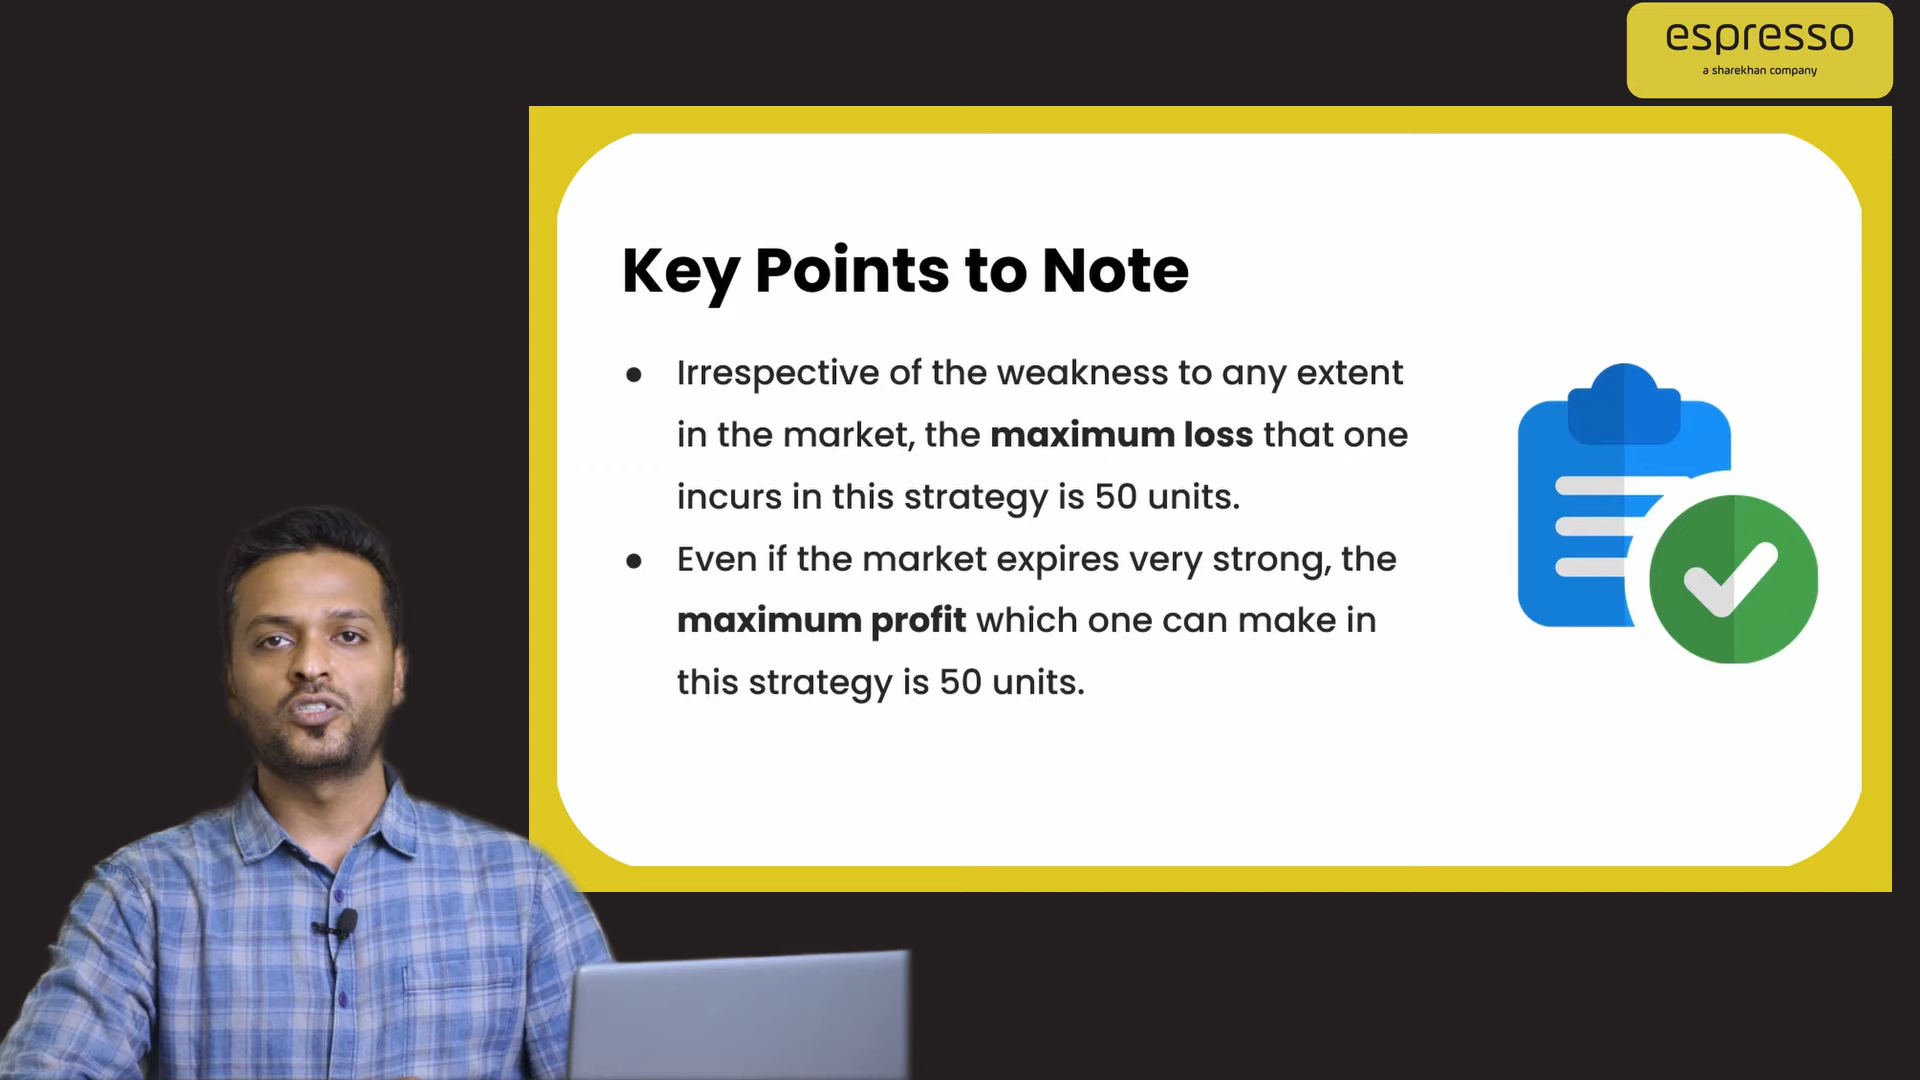 espresso
a sharekhan company
Key Points to Note
● Irrespective of the weakness to any extent
in the market, the maximum loss that one
incurs in this strategy is 50 units.
● Even if the market expires very strong, the
maximum profit which one can make in
this strategy is 50 units.